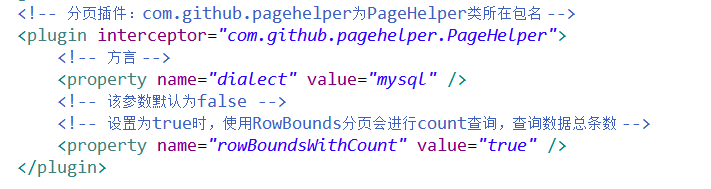 <!-- 分页插件：com.github.pagehelper为PageHelper类所在包名 -->
<plugin interceptor="com.github.pagehelper.PageHelper">
<!-- 方言 -->
<property name="dialect" value="mysql" />
<!-- 该参数默认为false -->
<!-- 设置为true时，使用RowBounds分页会进行count查询，查询数据总条数 -->
<property name="rowBoundsWithCount" value="true" />
</plugin>